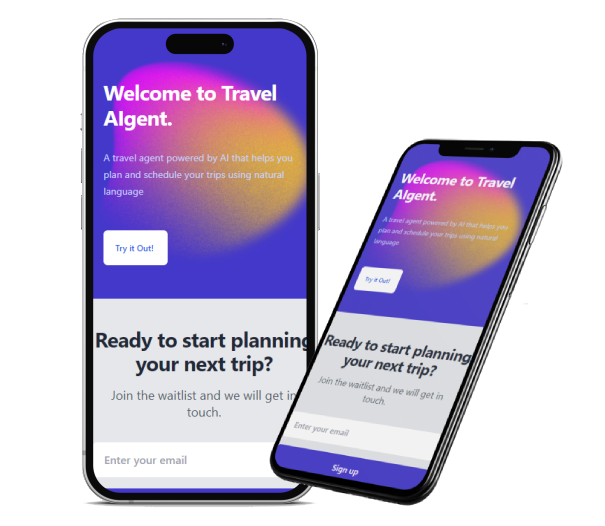 Welcome to Travel
AIgent.
A travel agent powered by AI that helps you
plan and schedule your trips using natural
language
Try it Out!
Ready to start planning
your next trip?
Join the waitlist and we will get in
touch.
Enter your email
Welcome to Travel
AIgent.
A travel agent powered by AI that helps you
plan and schedule your trips using natural
language
Try it Out!
Ready to start planning
your next trip?
Join the waitlist and we will get in
touch.
Enter your email
Sign up